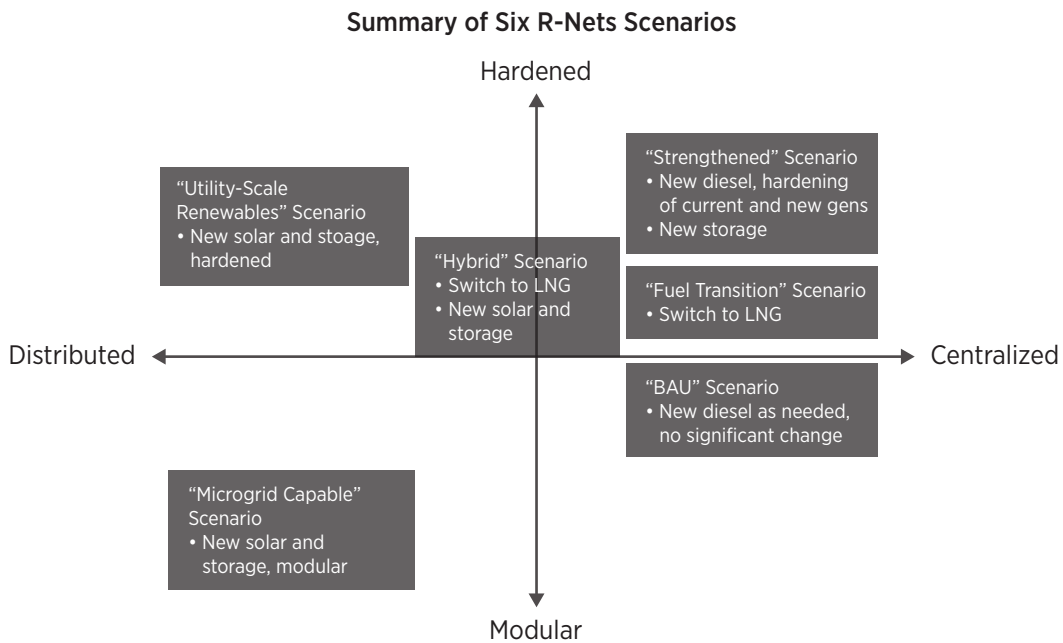 Summary of Six R-Nets Scenarios
Hardened
“Strengthened” Scenario
• New diesel, hardening
of current and new gens
• New storage
“Utility-Scale
Renewables” Scenario
• New solar and stoage,
hardened
“Hybrid” Scenario
• Switch to LNG
• New solar and
storage
“Fuel Transition” Scenario
• Switch to LNG
Distributed
Centralized
“BAU” Scenario
• New diesel as needed,
no significant change
“Microgrid Capable”
Scenario
• New solar and
storage, modular
Modular